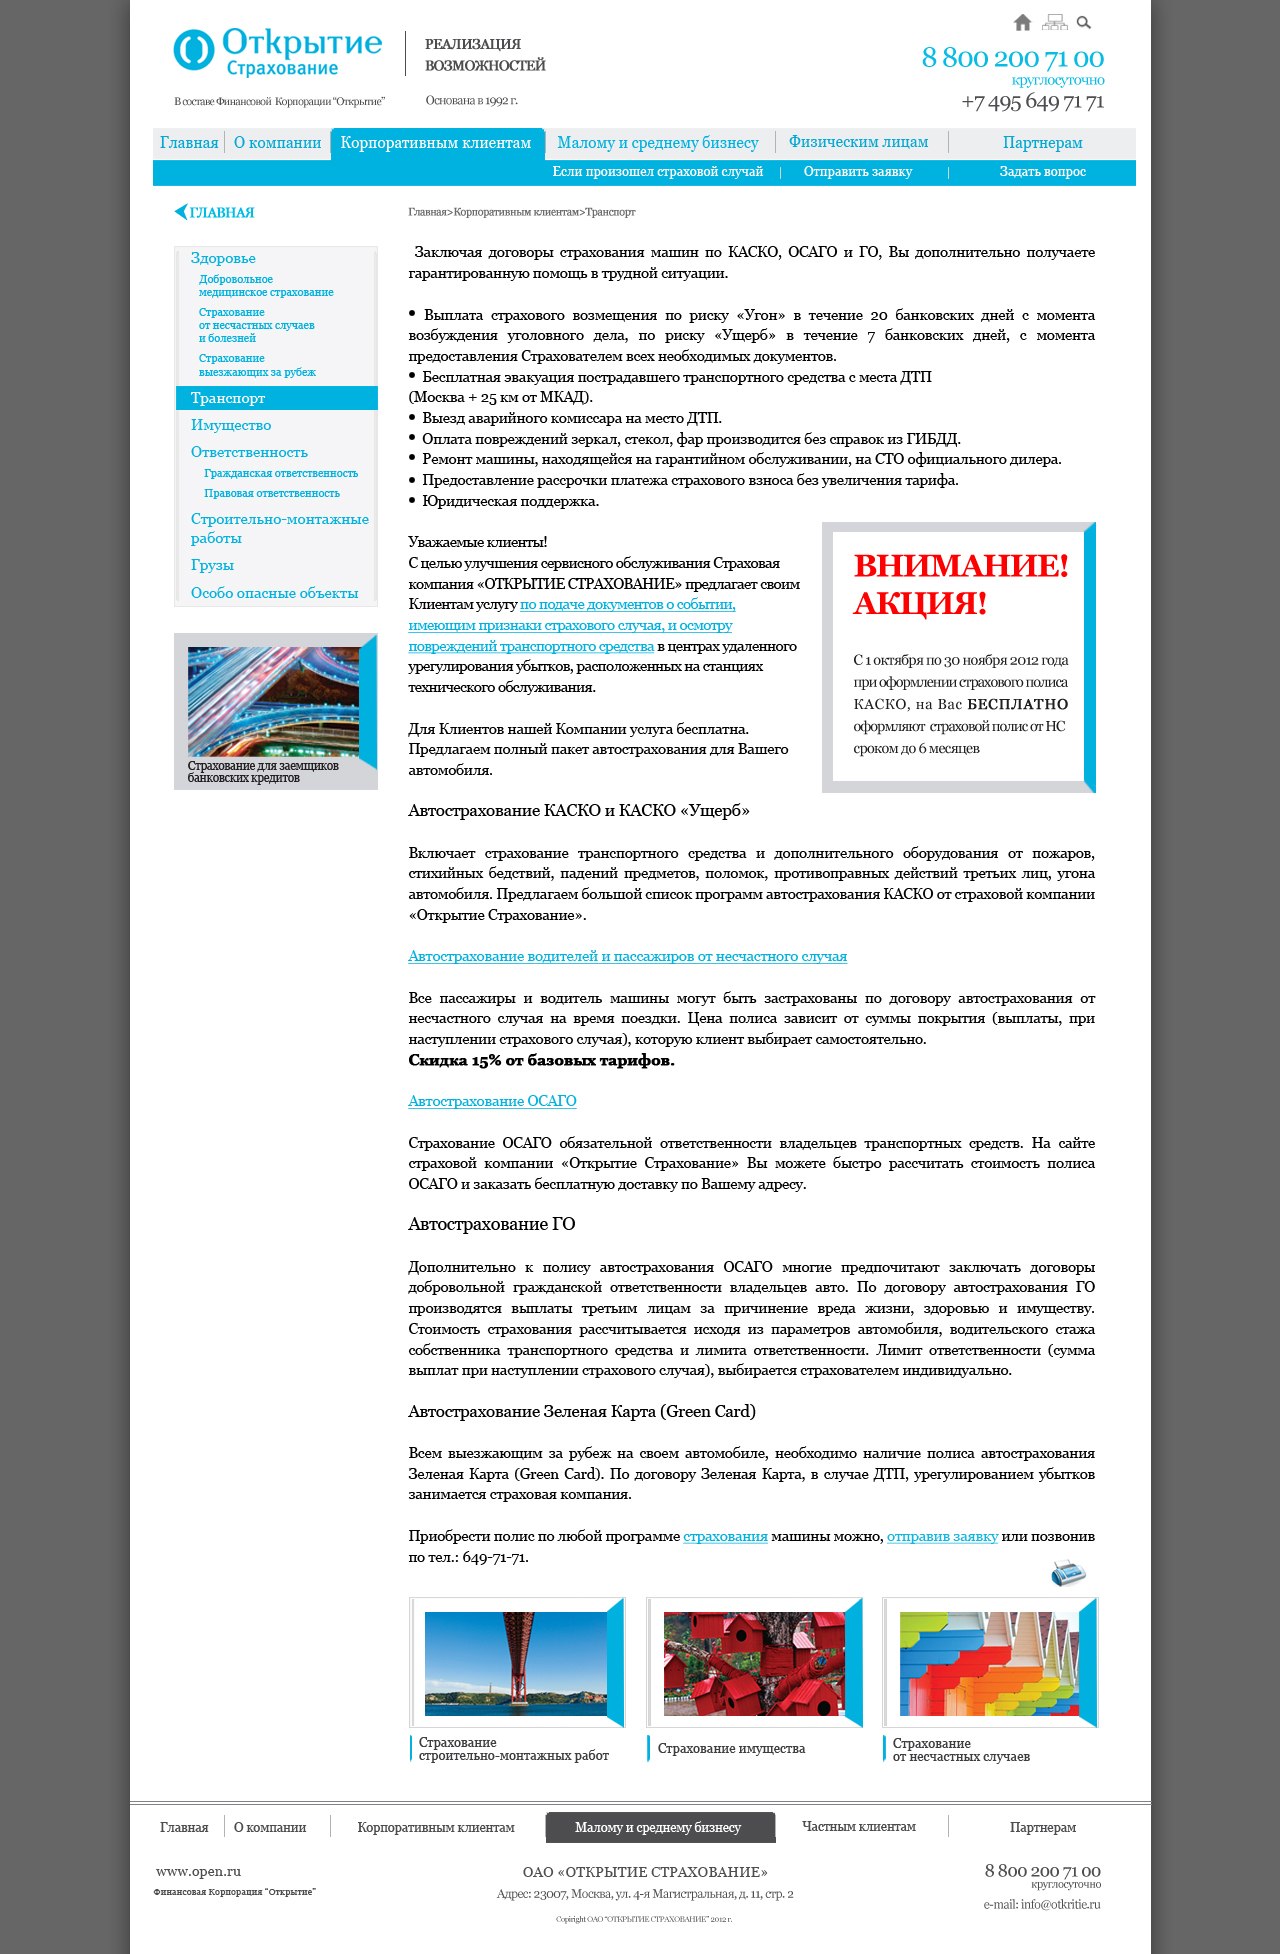 Открытие
Страхование
РЕАЛИЗАЦИЯ
ВОЗМОЖНОСТЕЙ
В составе Финансовой Корпорации "Открытие"
Основана в 1992 г.
8 800 200 71 00
круглосуточно
+7 495 649 71 71
Главная
О компании
Корпоративным клиентам
Малому и среднему бизнесу
Физическим лицам
Партнерам
Если произошел страховой случай
Отправить заявку
Задать вопрос
ГЛАВНАЯ
Главная>Корпоративным клиентам>Транспорт
Здоровье
Добровольное
медицинское страхование
Страхование
от несчастных случаев
и болезней
Страхование
выезжающих за рубеж
Транспорт
Имущество
Ответственность
Гражданская ответственность
Правовая ответственность
Строительно-монтажные
работы
Грузы
Особо опасные объекты
Страхование для заемщиков
банковских кредитов
Заключая договоры страхования машин по КАСКО, ОСАГО и ГО, Вы дополнительно получаете
гарантированную помощь в трудной ситуации.
• Выплата страхового возмещения по риску «Угон» в течение 20 банковских дней с момента
возбуждения уголовного дела, по риску «Ущерб» в течение 7 банковских дней, с момента
предоставления Страхователем всех необходимых документов.
• Бесплатная эвакуация пострадавшего транспортного средства с места ДТП
(Москва + 25 км от МКАД).
• Выезд аварийного комиссара на место ДТП.
• Оплата повреждений зеркал, стекол, фар производится без справок из ГИБДД.
• Ремонт машины, находящейся на гарантийном обслуживании, на СТО официального дилера.
• Предоставление рассрочки платежа страхового взноса без увеличения тарифа.
• Юридическая поддержка.
Уважаемые клиенты!
С целью улучшения сервисного обслуживания Страховая
компания «ОТКРЫТИЕ СТРАХОВАНИЕ» предлагает своим
Клиентам услугу по подаче документов о событии,
имеющим признаки страхового случая, и осмотру
повреждений транспортного средства в центрах удаленного
урегулирования убытков, расположенных на станциях
технического обслуживания.
Для Клиентов нашей Компании услуга бесплатна.
Предлагаем полный пакет автострахования для Вашего
автомобиля.
ВНИМАНИЕ!
АКЦИЯ!
С 1 октября по 30 ноября 2012 года
при оформлении страхового полиса
КАСКО, на Вас БЕСПЛАТНО
оформляют страховой полис от НС
сроком до 6 месяцев
Автострахование КАСКО и КАСКО «Ущерб»
Включает страхование транспортного средства и дополнительного оборудования от пожаров,
стихийных бедствий, падений предметов, поломок, противоправных действий третьих лиц, угона
автомобиля. Предлагаем большой список программ автострахования КАСКО от страховой компании
«Открытие Страхование».
Автострахование водителей и пассажиров от несчастного случая
Все пассажиры и водитель машины могут быть застрахованы по договору автострахования от
несчастного случая на время поездки. Цена полиса зависит от суммы покрытия (выплаты, при
наступлении страхового случая), которую клиент выбирает самостоятельно.
Скидка 15% от базовых тарифов.
Автострахование ОСАГО
Страхование ОСАГО обязательной ответственности владельцев транспортных средств. На сайте
страховой компании «Открытие Страхование» Вы можете быстро рассчитать стоимость полиса
ОСАГО и заказать бесплатную доставку по Вашему адресу.
Автострахование ГО
Дополнительно к полису автострахования ОСАГО многие предпочитают заключать договоры
добровольной гражданской ответственности владельцев авто. По договору автострахования ГО
производятся выплаты третьим лицам за причинение вреда жизни, здоровью и имуществу.
Стоимость страхования рассчитывается исходя из параметров автомобиля, водительского стажа
собственника транспортного средства и лимита ответственности. Лимит ответственности (сумма
выплат при наступлении страхового случая), выбирается страхователем индивидуально.
Автострахование Зеленая Карта (Green Card)
Всем выезжающим за рубеж на своем автомобиле, необходимо наличие полиса автострахования
Зеленая Карта (Green Card). По договору Зеленая Карта, в случае ДТП, урегулированием убытков
занимается страховая компания.
Приобрести полис по любой программе страхования машины можно, отправив заявку или позвонив
по тел.: 649-71-71.
Страхование
строительно-монтажных работ
Страхование имущества
Страхование
от несчастных случаев
Главная
О компании
Корпоративным клиентам
Малому и среднему бизнесу
Частным клиентам
Партнерам
www.open.ru
Финансовая Корпорация "Открытие"
ОАО «ОТКРЫТИЕ СТРАХОВАНИЕ»
Адрес: 23007, Москва, ул. 4-я Магистральная, д. 11, стр. 2
Copiright ОАО "ОТКРЫТИЕ СТРАХОВАНИЕ" 2012 г.
8 800 200 71 00
круглосуточно
e-mail: info@otkritie.ru